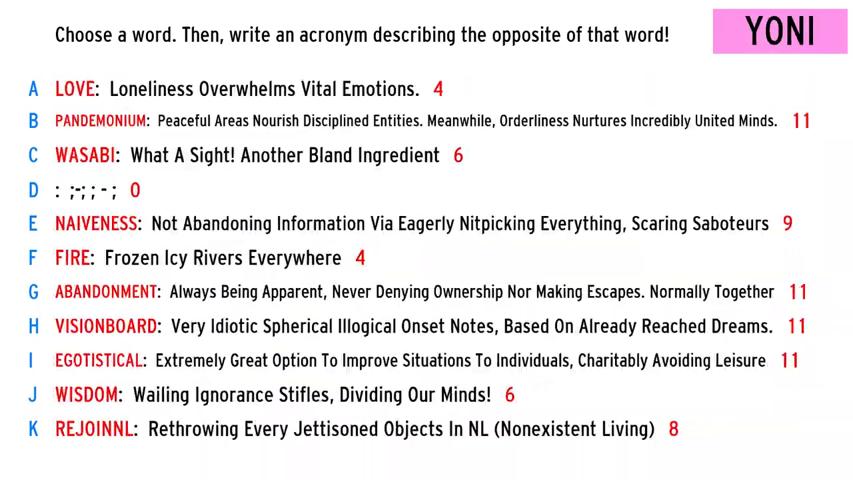 Choose a word. Then, write an acronym describing the opposite of that word!
YONI
A LOVE: Loneliness Overwhelms Vital Emotions. 4
B PANDEMONIUM: Peaceful Areas Nourish Disciplined Entities. Meanwhile, Orderliness Nurtures Incredibly United Minds. 11
C WASABI: What A Sight! Another Bland Ingredient 6
D : ;-; ; - ; 0
E NAIVENESS: Not Abandoning Information Via Eagerly Nitpicking Everything, Scaring Saboteurs 9
F FIRE: Frozen Icy Rivers Everywhere 4
G ABANDONMENT: Always Being Apparent, Never Denying Ownership Nor Making Escapes. Normally Together 11
H VISIONBOARD: Very Idiotic Spherical Illogical Onset Notes, Based On Already Reached Dreams. 11
I EGOTISTICAL: Extremely Great Option To Improve Situations To Individuals, Charitably Avoiding Leisure 11
J WISDOM: Wailing Ignorance Stifles, Dividing Our Minds! 6
K REJOINNL: Rethrowing Every Jettisoned Objects In NL (Nonexistent Living) 8